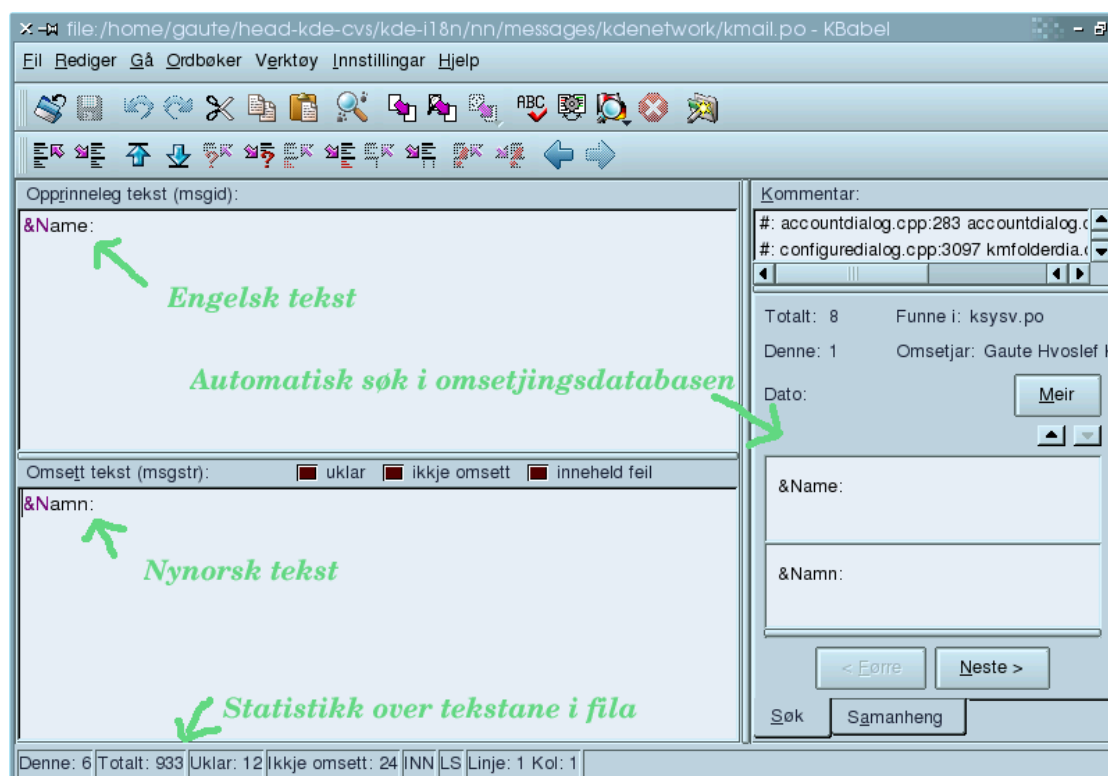 file:/home/gaute/head-kde-cvs/kde-i18n/nn/messages/kdenetwork/kmail.po - KBabel
Fil Rediger Gå Ordbøker Verktøy Innstillingar Hjelp
ABC
Opprinneleg tekst (msgid):
&Name:
Engelsk tekst
Automatisk søk i omsetjingsdatabasen
Omsett tekst (msgstr): uklar ikkje omsett inneheld feil
&Namn:
Nynorsk tekst
Statistikk over tekstane i fila
Kommentar:
#: accountdialog.cpp:283 accountdialog.c
#: configuredialog.cpp:3097 kmfolderdia.c
Totalt: 8 Funne i: ksysv.po
Denne: 1 Omsetjar: Gaute Hvoslef
Dato: Meir
&Name:
&Namn:
< Førre Neste >
Søk Samanheng
Denne: 6 Totalt: 933 Uklar: 12 Ikkje omsett: 24 INN LS Linje: 1 Kol: 1